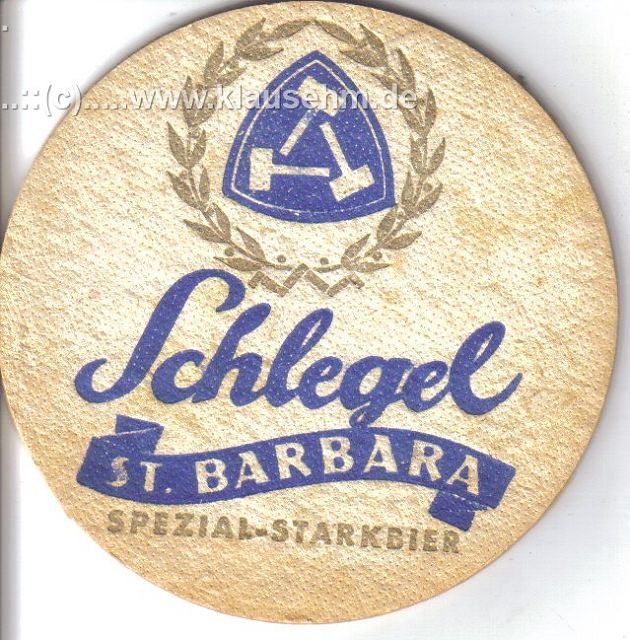 ..::(c).....www.klausehm.de
Schlegel
ST. BARBARA
SPEZIAL-STARKBIER